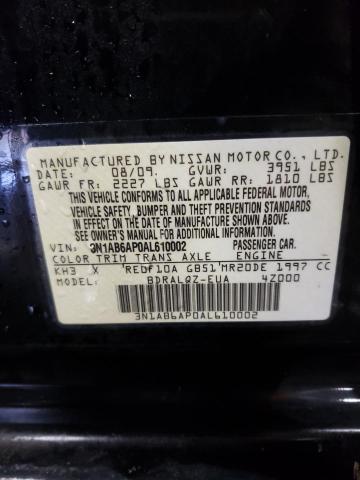 MANUFACTURED BY NISSAN MOTOR CO., LTD.
DATE: 08/09. GVWR: 3951 LBS
GAWR FR: 2227 LBS GAWR RR: 1810 LBS
THIS VEHICLE CONFORMS TO ALL APPLICABLE FEDERAL MOTOR
VEHICLE SAFETY, BUMPER AND THEFT PREVENTION STANDARDS
IN EFFECT ON THE DATE OF MANUFACTURE SHOWN ABOVE.
SEE OWNER'S MANUAL FOR
ADDITIONAL INFORMATION.
VIN: 3N1AB6AP0AL610002 PASSENGER CAR.
COLOR TRIM TRANS AXLE ENGINE
KH3 X 'REDF10A GB51'MR20DE 1997 CC
MODEL: BDRALQZ-EUA 4Z000
3N1AB6AP0AL610002